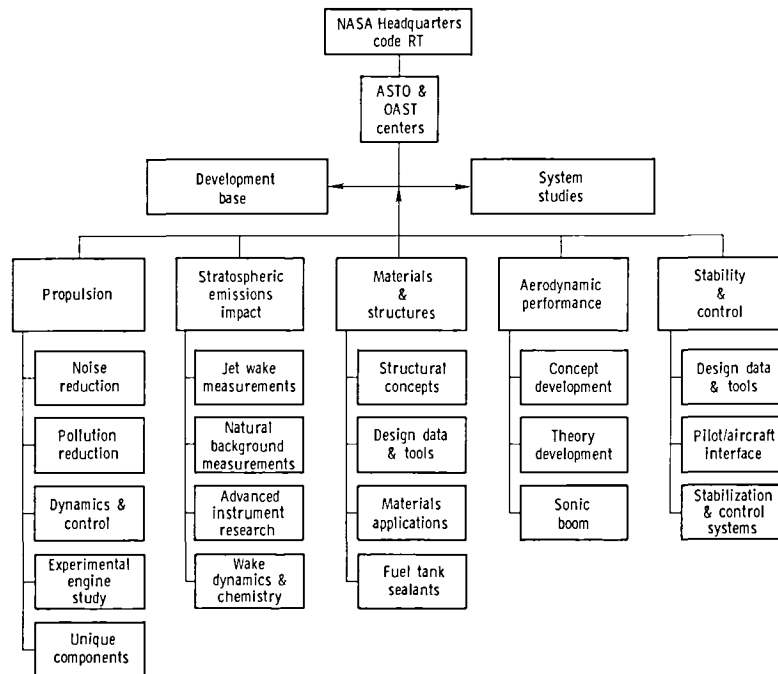 NASA Headquarters
code RT
ASTO &
OAST
centers
Development
base
System
studies
Propulsion
Stratospheric
emissions
impact
Materials
&
structures
Aerodynamic
performance
Stability
&
control
Noise
reduction
Pollution
reduction
Dynamics &
control
Experimental
engine
study
Unique
components
Jet wake
measurements
Natural
background
measurements
Advanced
instrument
research
Wake
dynamics &
chemistry
Structural
concepts
Design data
& tools
Materials
applications
Fuel tank
sealants
Concept
development
Theory
development
Sonic
boom
Design data
& tools
Pilot/aircraft
interface
Stabilization
& control
systems